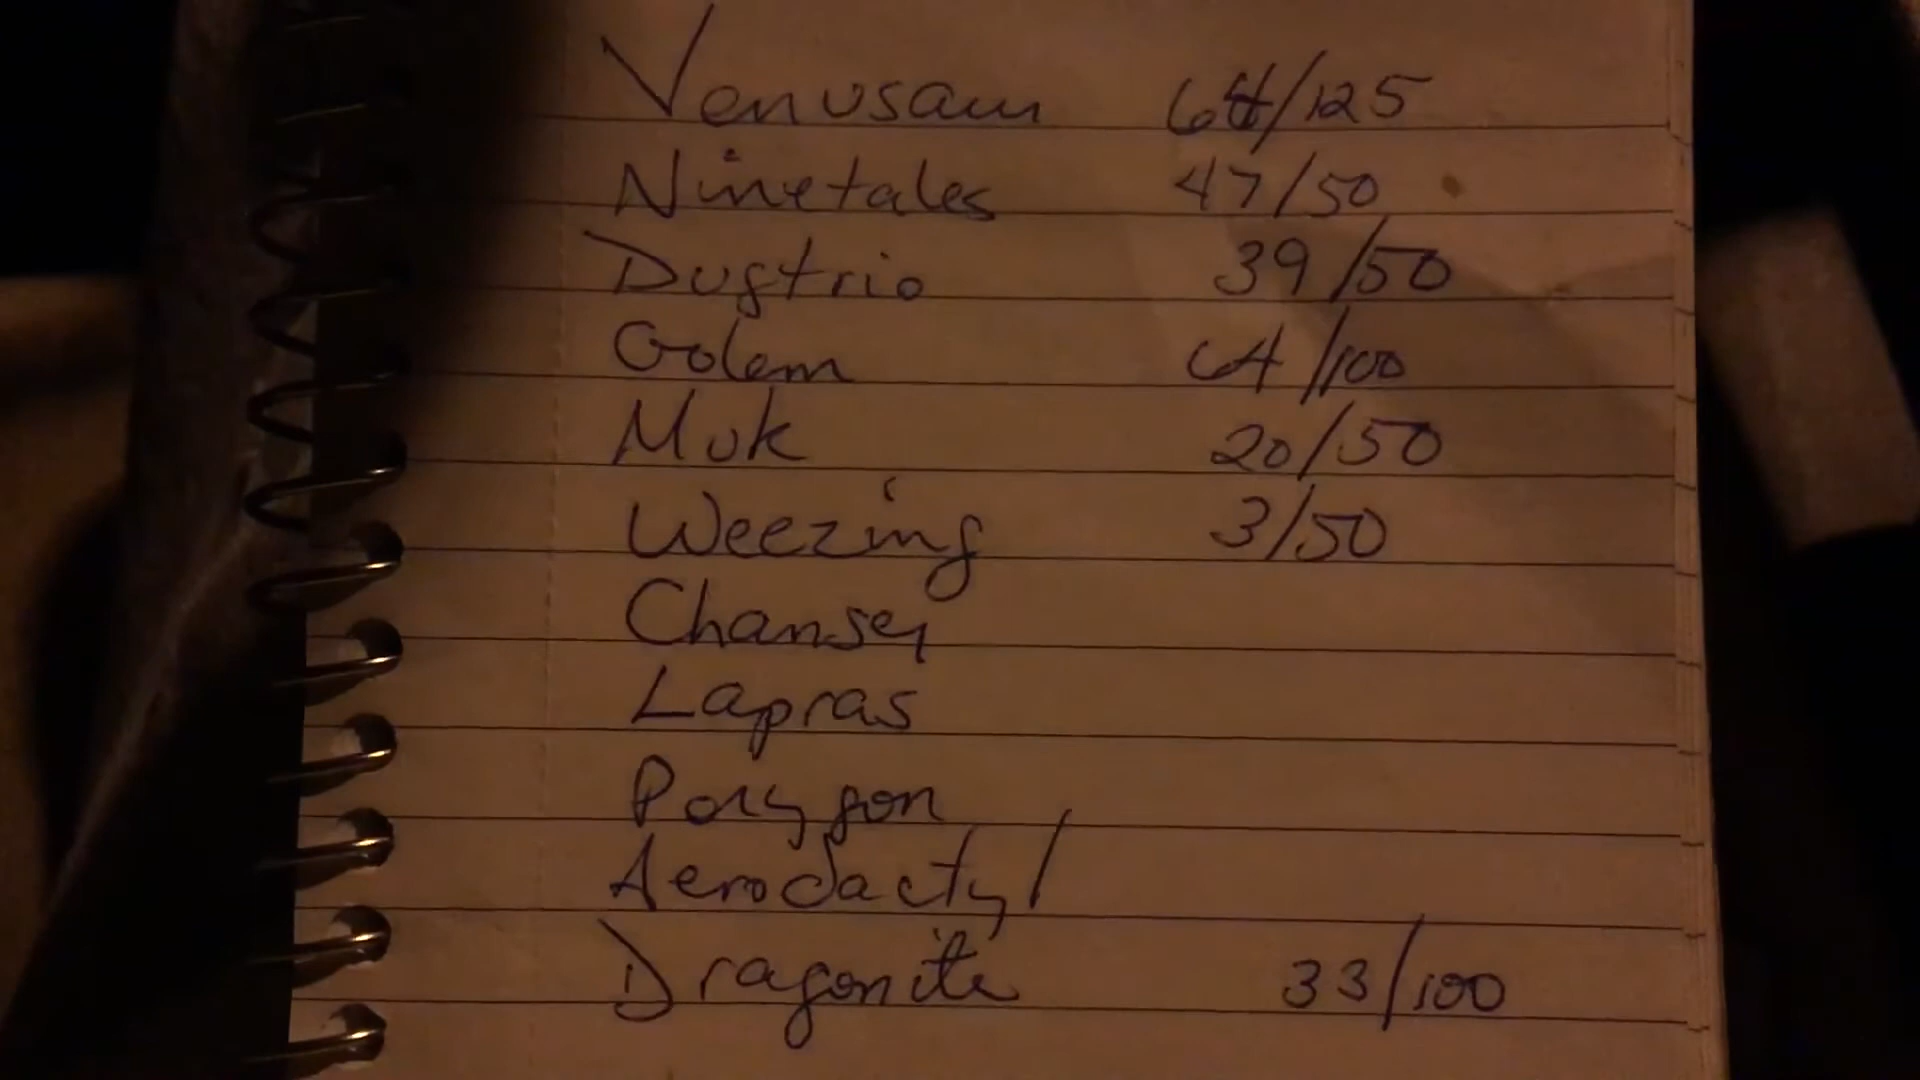 Venusaur 64/125
Ninetales 47/50
Dugtrio 39/50
Golem 64/100
Muk 20/50
Weezing 3/50
Chansey
Lapras
Porygon
Aerodactyl
Dragonite 33/100